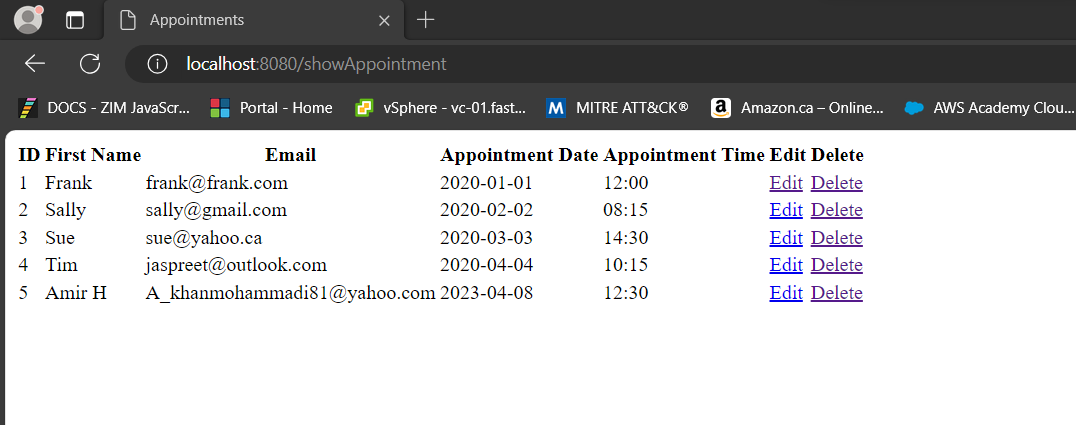 Appointments
localhost:8080/showAppointment
DOCS - ZIM JavaScr... Portal - Home vSphere - vc-01.fast... M MITRE ATT&CK® a Amazon.ca – Online... AWS Academy Clou...
ID First Name Email Appointment Date Appointment Time Edit Delete
1 Frank frank@frank.com 2020-01-01 12:00 Edit Delete
2 Sally sally@gmail.com 2020-02-02 08:15 Edit Delete
3 Sue sue@yahoo.ca 2020-03-03 14:30 Edit Delete
4 Tim jaspreet@outlook.com 2020-04-04 10:15 Edit Delete
5 Amir H A_khanmohammadi81@yahoo.com 2023-04-08 12:30 Edit Delete